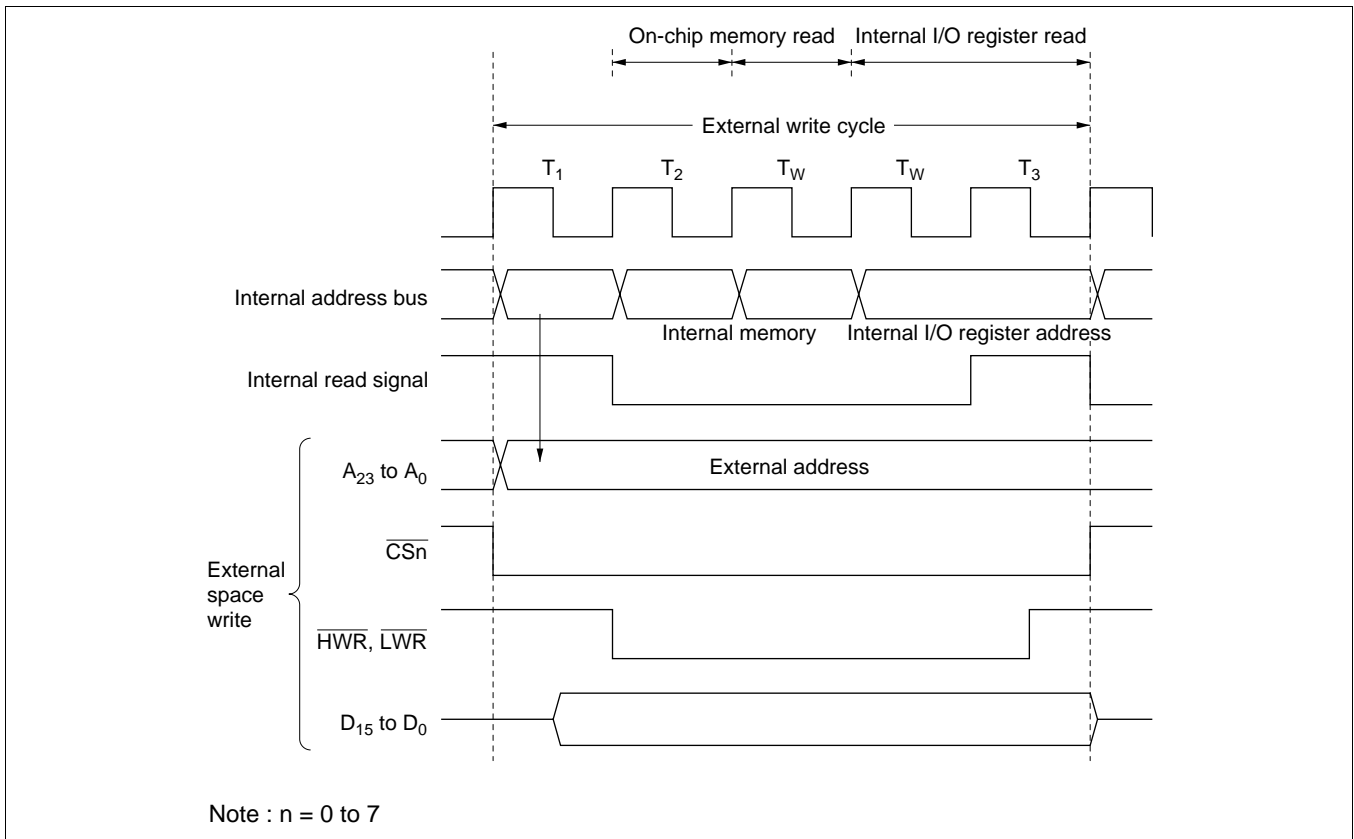 On-chip memory read Internal I/O register read
External write cycle
T1 T2 TW TW T3
Internal address bus
Internal memory Internal I/O register address
Internal read signal
A23 to A0
External address
CSn
External
space
write
HWR, LWR
D15 to D0
Note : n = 0 to 7